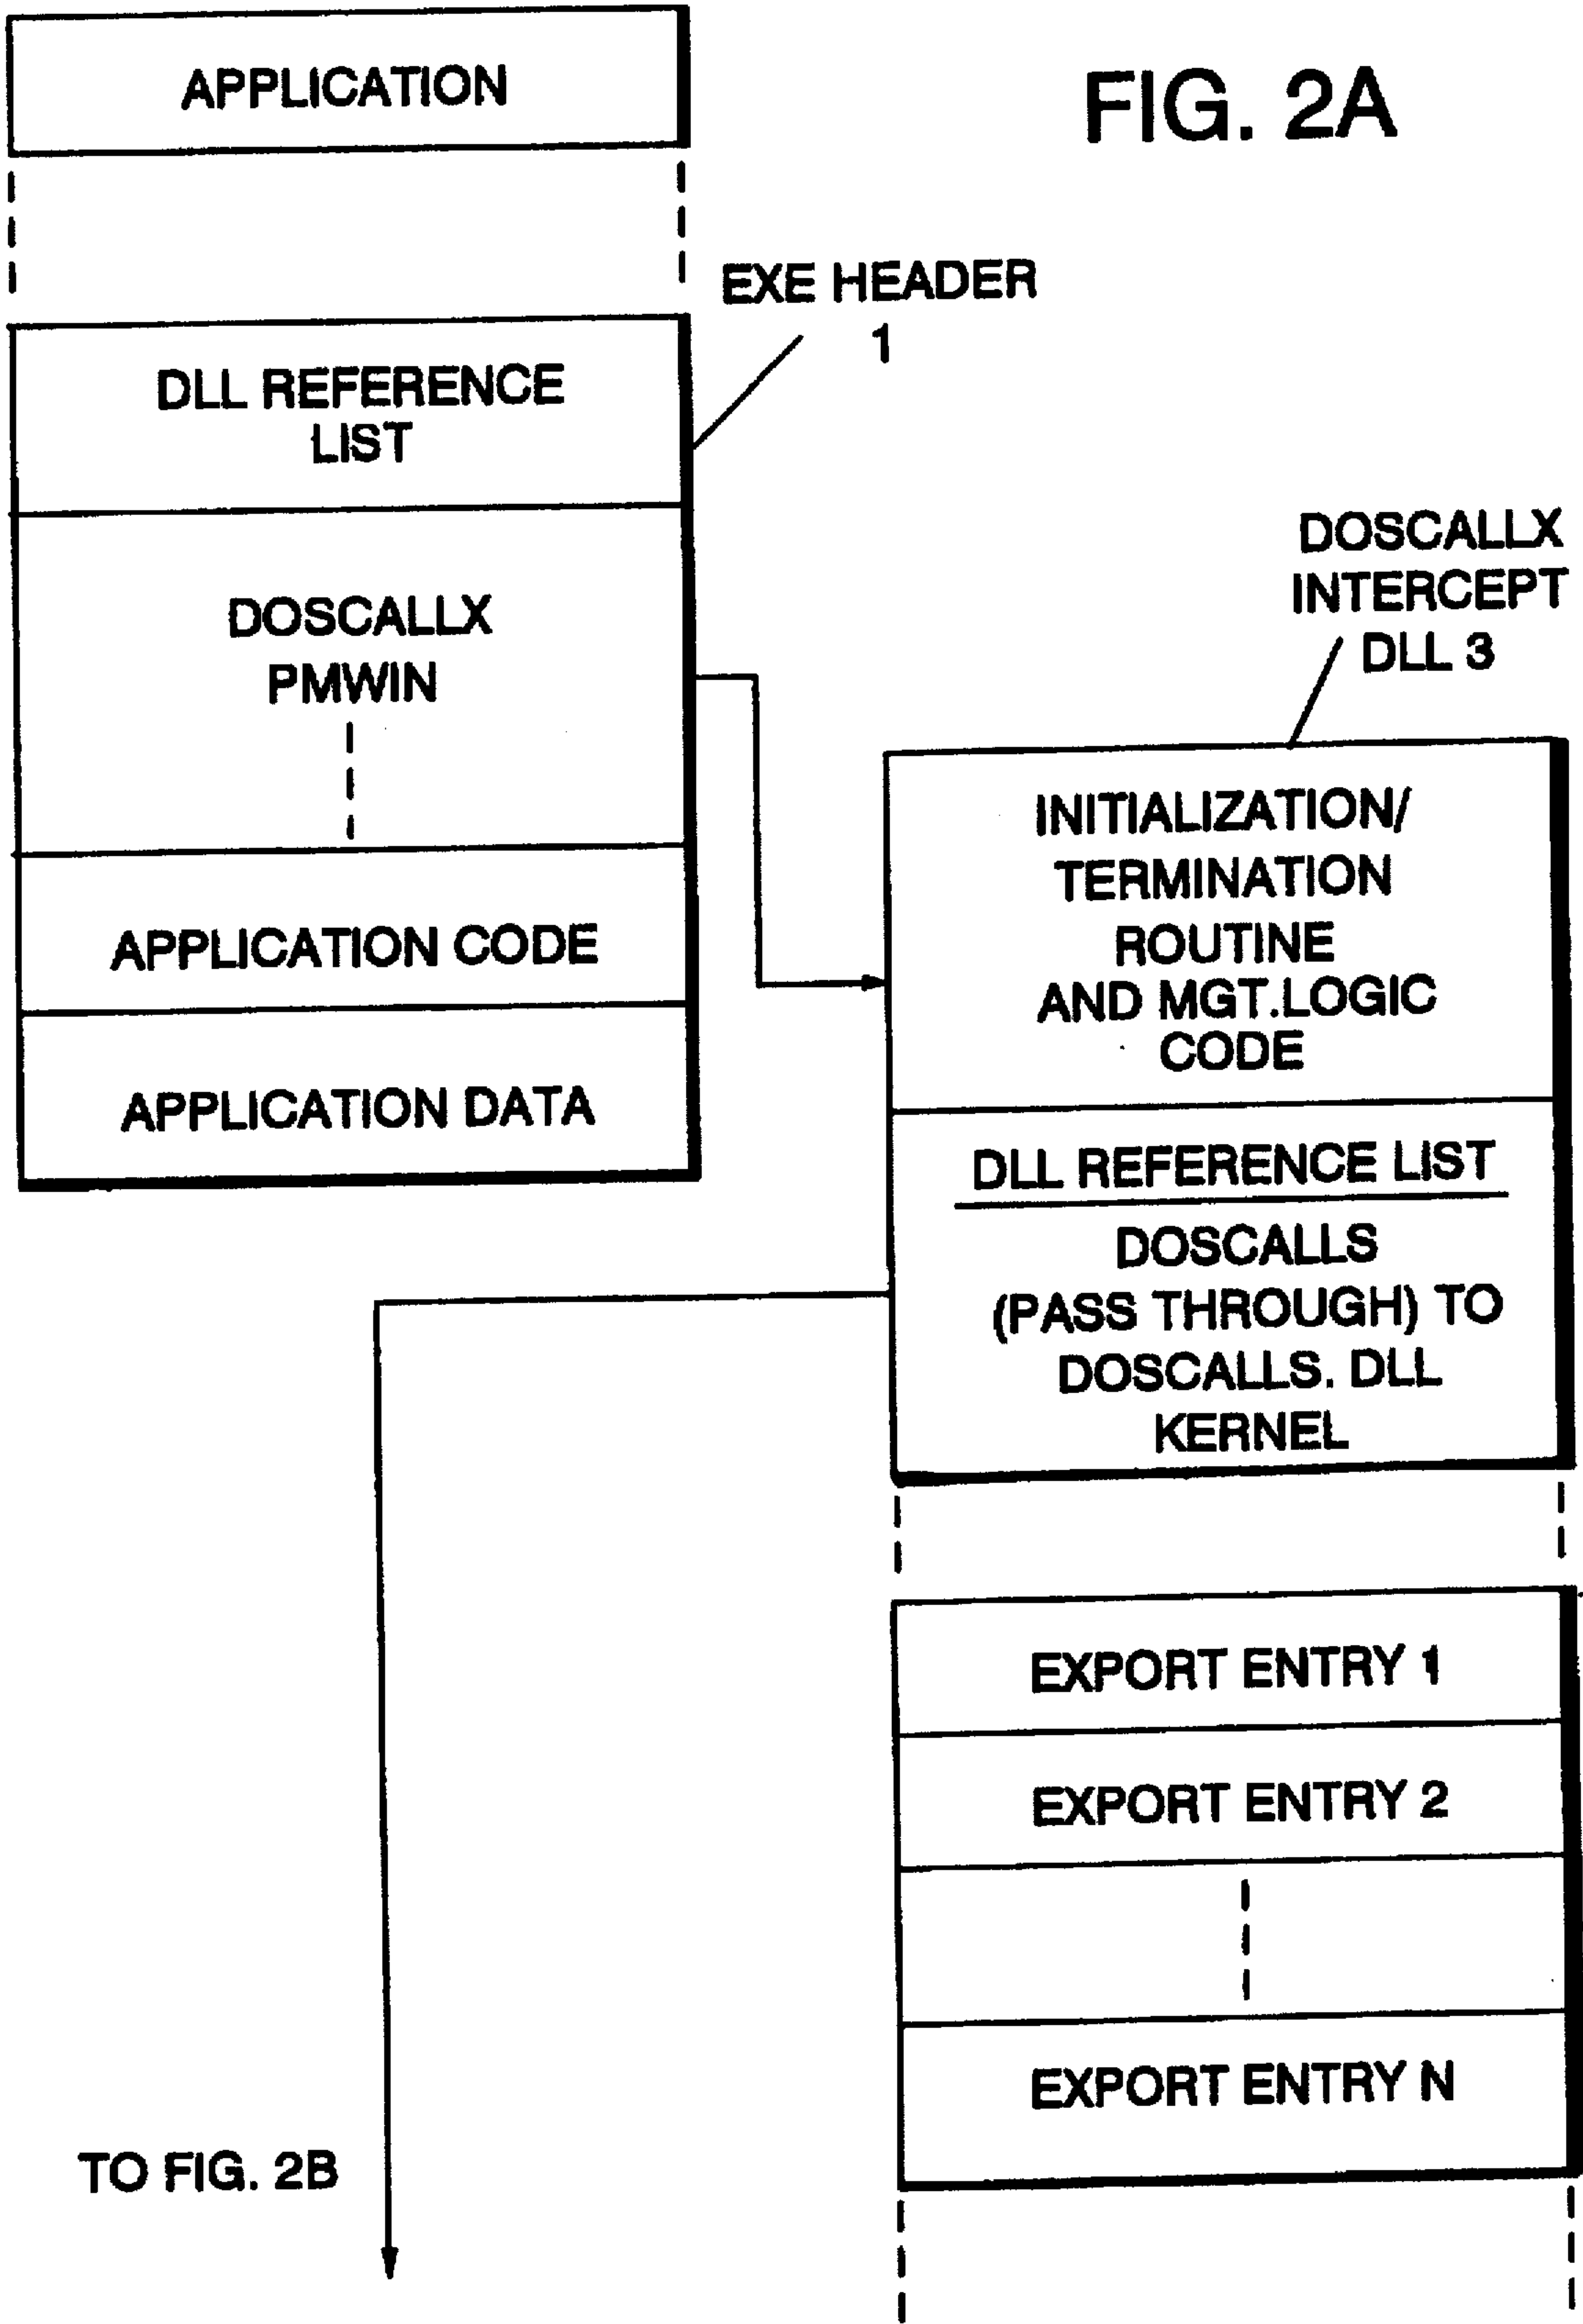 APPLICATION
FIG. 2A
EXE HEADER
1
DLL REFERENCE
LIST
DOSCALLX
PMWIN
APPLICATION CODE
APPLICATION DATA
DOSCALLX
INTERCEPT
DLL 3
INITIALIZATION/
TERMINATION
ROUTINE
AND MGT.LOGIC
CODE
DLL REFERENCE LIST
DOSCALLS
(PASS THROUGH) TO
DOSCALLS. DLL
KERNEL
EXPORT ENTRY 1
EXPORT ENTRY 2
EXPORT ENTRY N
TO FIG. 2B